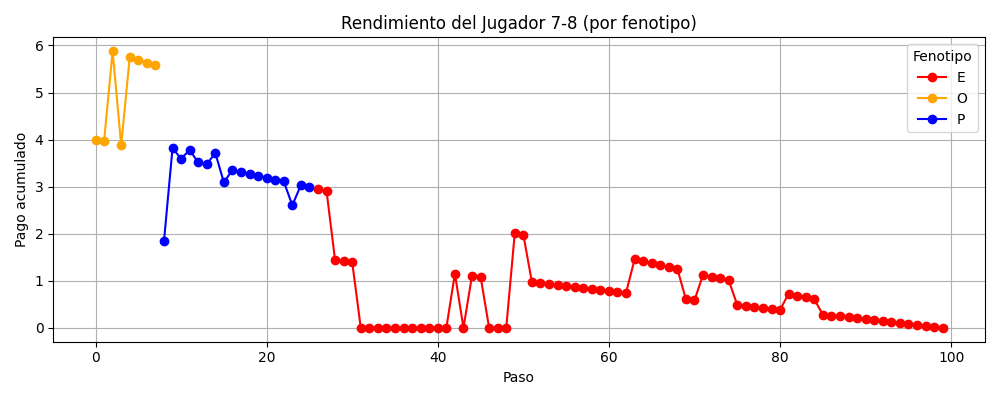 Rendimiento del Jugador 7-8 (por fenotipo)
Pago acumulado
6
5
4
3
2
1
0
Fenotipo
E
O
P
0
20
40
60
80
100
Paso